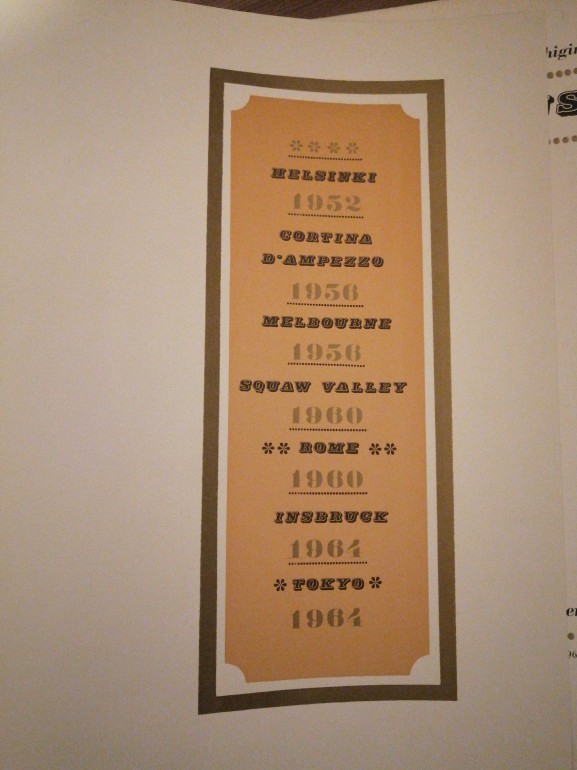 HELSINKI
1952
CORTINA
D'AMPEZZO
1956
MELBOURNE
1956
SQUAW VALLEY
1960
ROME
1960
INSBRUCK
1964
TOKYO
1964